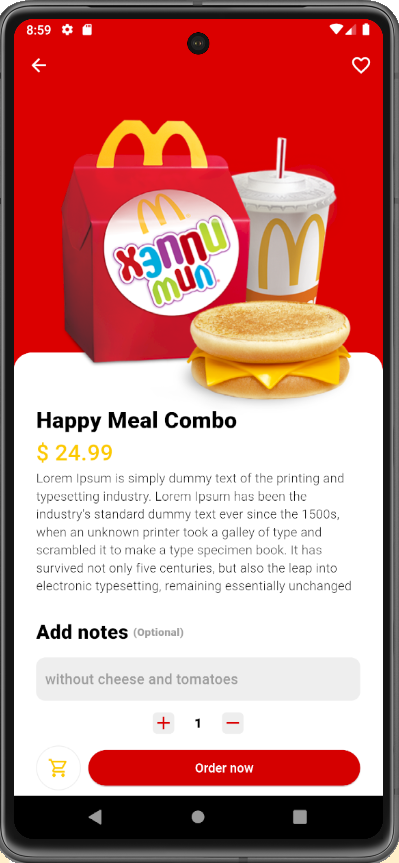 8:59
Хэппи
Мил
Happy Meal Combo
$ 24.99
Lorem Ipsum is simply dummy text of the printing and
typesetting industry. Lorem Ipsum has been the
industry's standard dummy text ever since the 1500s,
when an unknown printer took a galley of type and
scrambled it to make a type specimen book. It has
survived not only five centuries, but also the leap into
electronic typesetting, remaining essentially unchanged
Add notes (Optional)
without cheese and tomatoes
1
Order now